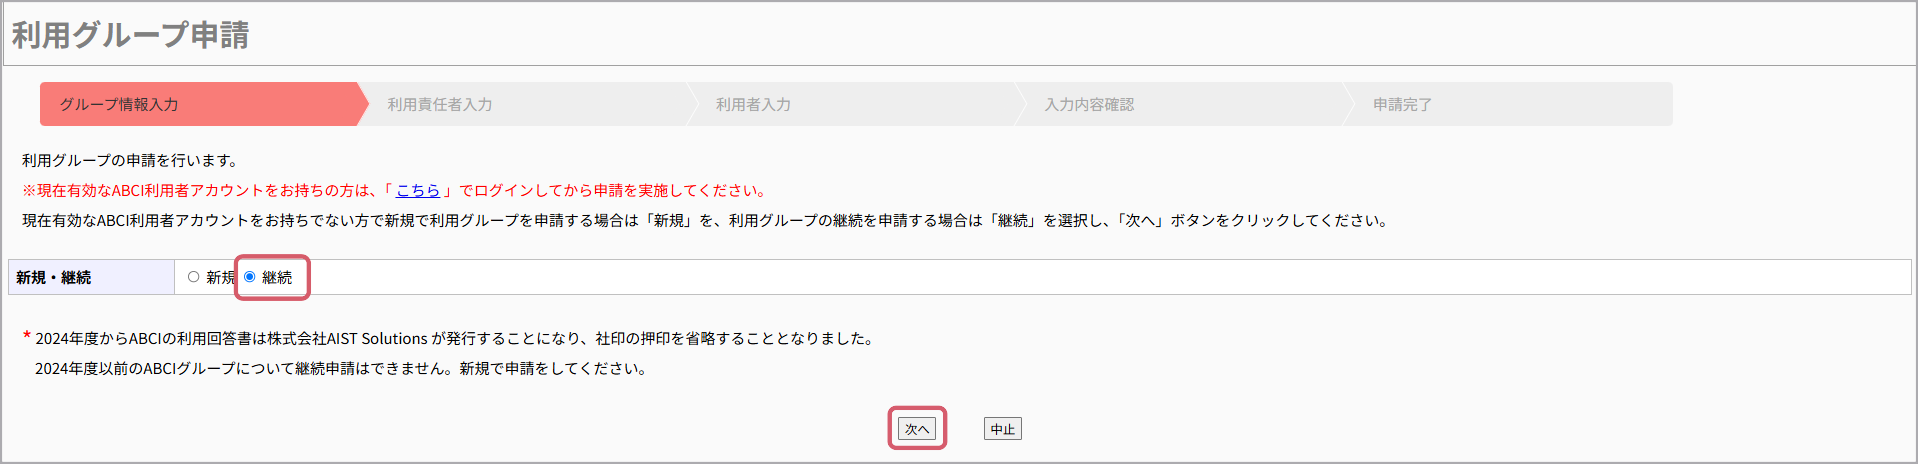 利用グループ申請
グループ情報入力 利用責任者入力 利用者入力 入力内容確認 申請完了
利用グループの申請を行います。
※現在有効なABCI利用者アカウントをお持ちの方は、「 こちら 」でログインしてから申請を実施してください。
現在有効なABCI利用者アカウントをお持ちでない方で新規で利用グループを申請する場合は「新規」を、利用グループの継続を申請する場合は「継続」を選択し、「次へ」ボタンをクリックしてください。
新規・継続 新規 継続
* 2024年度からABCIの利用回答書は株式会社AIST Solutions が発行することになり、社印の押印を省略することとなりました。
2024年度以前のABCIグループについて継続申請はできません。新規で申請をしてください。
次へ 中止